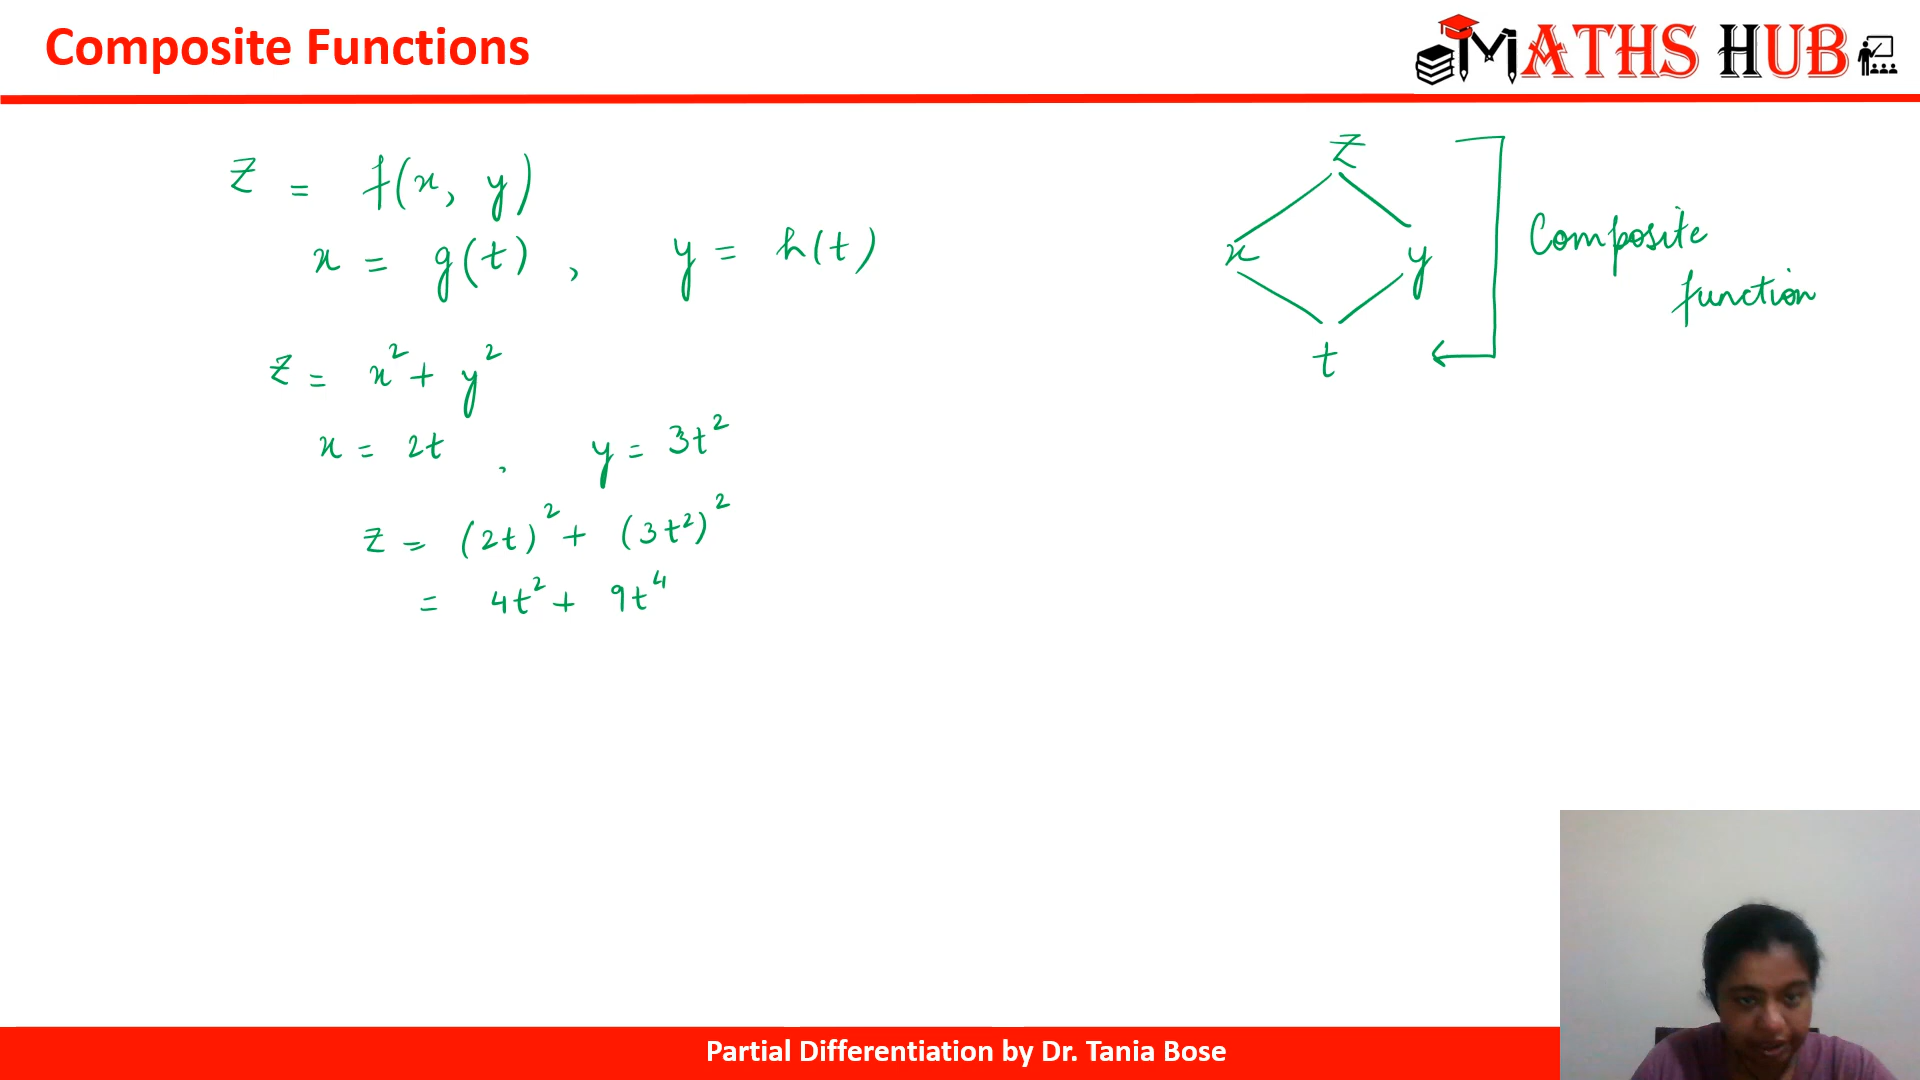 Composite Functions
MATHS HUB
z = f(x, y)
x = g(t) , y = h(t)
z = x² + y²
x = 2t , y = 3t²
z = (2t)² + (3t²)²
= 4t² + 9t⁴
z
x y
t
Composite
function
Partial Differentiation by Dr. Tania Bose